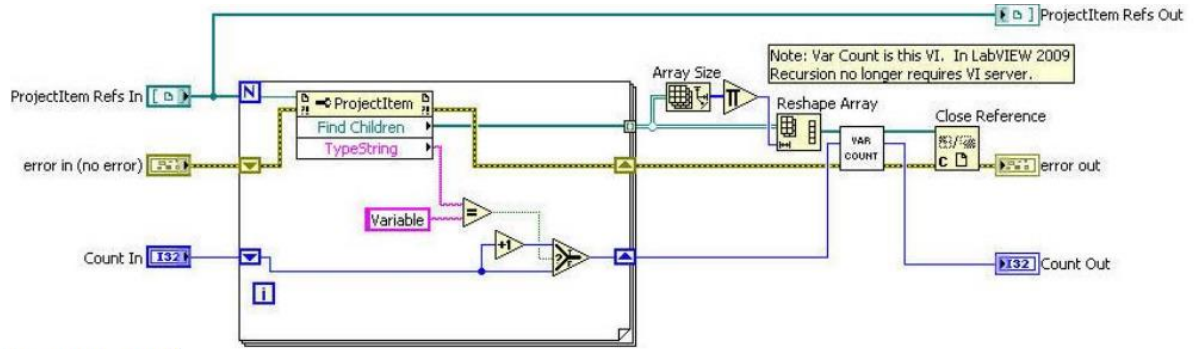 ProjectItem Refs Out
Note: Var Count is this VI. In LabVIEW 2009
Recursion no longer requires VI server.
Array Size
ProjectItem Refs In
N
ProjectItem
Reshape Array
Find Children
Close Reference
TypeString
VAR
COUNT
error in (no error)
C
error out
Variable
=
+1
?
T
F
Count In
I32
I32
Count Out
i